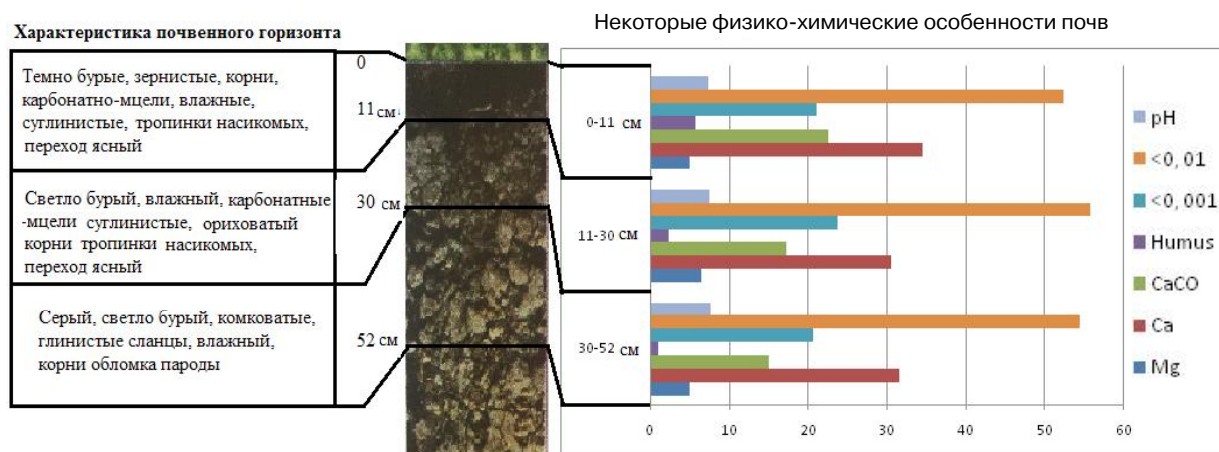 Некоторые физико-химические особенности почв
Характеристика почвенного горизонта
Темно бурые, зернистые, корни,
карбонатно-мцели, влажные,
суглинистые, тропинки насикомых,
переход ясный
Светло бурый, влажный, карбонатные
-мцели суглинистые, ориховатый
корни тропинки насикомых,
переход ясный
Серый, светло бурый, комковатые,
глинистые сланцы, влажный,
корни обломка пароды
0
11 см
30 см
52 см
0-11 см
11-30 см
30-52 см
0 10 20 30 40 50 60
pH
<0, 01
<0, 001
Humus
CaCO
Ca
Mg